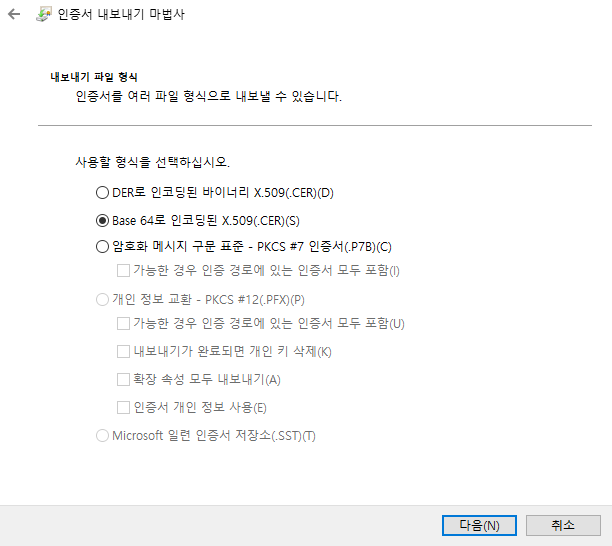 인증서 내보내기 마법사
내보내기 파일 형식
인증서를 여러 파일 형식으로 내보낼 수 있습니다.
사용할 형식을 선택하십시오.
DER로 인코딩된 바이너리 X.509(.CER)(D)
Base 64로 인코딩된 X.509(.CER)(S)
암호화 메시지 구문 표준 - PKCS #7 인증서(.P7B)(C)
가능한 경우 인증 경로에 있는 인증서 모두 포함(I)
개인 정보 교환 - PKCS #12(.PFX)(P)
가능한 경우 인증 경로에 있는 인증서 모두 포함(U)
내보내기가 완료되면 개인 키 삭제(K)
확장 속성 모두 내보내기(A)
인증서 개인 정보 사용(E)
Microsoft 일련 인증서 저장소(.SST)(T)
다음(N)
취소